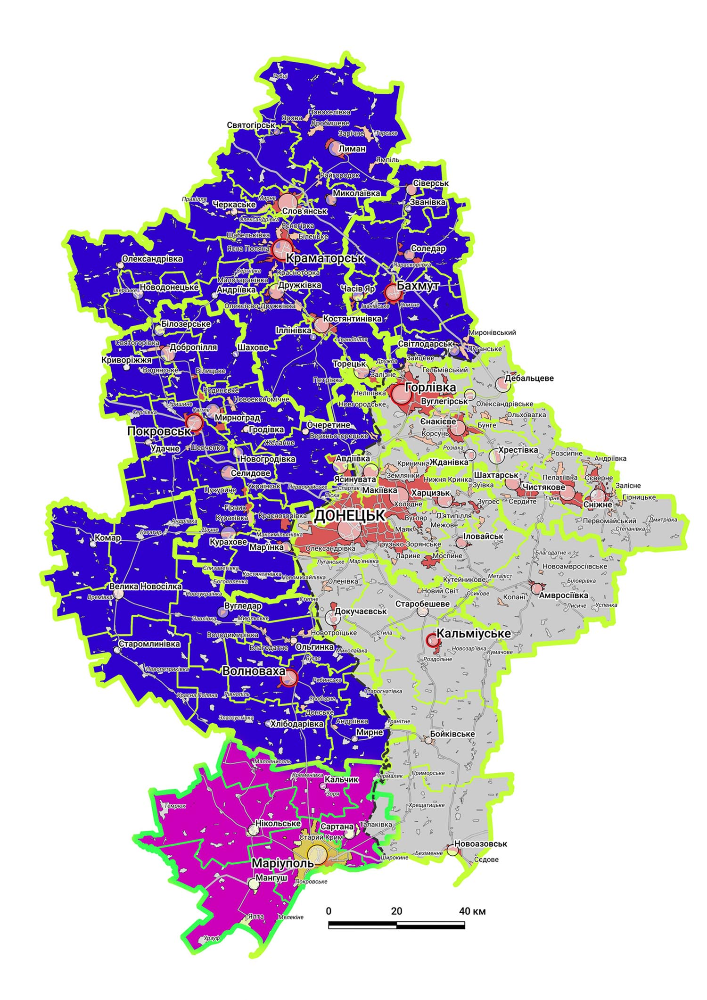 Рубці
Новоселівка
Ярова
Дробишеве
Святогірськ
Зарічне
Торське
Лиман
Ямпіль
Райгородок
Сіверськ
Миколаївка
Привілля
Мирне
Званівка
Черкаське
Слов'янськ
Олександрівка
Ясногірка
Шабельківка
Біленьке
Ясна Поляна
Соледар
Краматорськ
Олександрівка
Парасковіївка
Сергіївка
Красноторка
Малотаранівка
Дружківка
Бахмут
Іверське
Новодонецьке
Андріївка
Часів Яр
Олексієво-Дружківка
Іванівське
Опитне
Костянтинівка
Білозерське
Іллінівка
Миронівський
Іванопілля
Святогорівка
Добропілля
Шахове
Світлодарськ
Луганське
Криворіжжя
Зайцеве
Торецьк
Дружба
Водянське
Білицьке
Залізне
Гольмівський
Петрівка
Дебальцеве
Родинське
Неліпівка
Горлівка
Новоекономічне
Новгородське
Вуглегірськ
Олександрівське
Гришине
Світле
Сергіївка
Мирноград
Єнакієве
Ольховатка
Покровськ
Гродівка
Очеретине
Бунге
Верхньоторецьке
Корсунь
Удачне
Шевченко
Желанне
Розівка
Хрестівка
Новогродівка
Авдіївка
Розсипне
Андріївка
Кринична
Жданівка
Селидове
Ясинувата
Землянки
Нижня Кринка
Шахтарськ
Пелагіївка
Сєверне
Цукурине
Українськ
Первомайське
Спартак
Макіївка
Харцизьк
Зуївка
Чистякове
Залісне
Піски
Гірне
Гірницьке
Гірник
Холодне
Зугрес
Сердите
Сніжне
Курахівка
Красногорівка
ДОНЕЦЬК
Вугляр
П'ятипілля
Андріївка
Межове
Первомайський
Дмитрівка
Багатир
Дачне
Максимільянівка
Маяк
Степанівка
Комар
Курахове
Мар'їнка
Іловайськ
Олександрівка
Грузько-Зорянське
Благодатне
Луганське
Мар'янівка
Ларине
Моспине
Єлизаветівка
Новоамвросіївське
Костянтинівка
Новомихайлівка
Кутейникове
Металіст
Богоявленка
Оленівка
Білоярівка
Велика Новосілка
Новий Світ
Осикове
Амвросіївка
Времівка
Новоукраїнка
Степне
Копані
Вугледар
Старобешеве
Лисиче
Успенка
Павлівка
Микільське
Докучаєвськ
Володимирівка
Новотроїцьке
Стила
Кальміуське
Старомлинівка
Благодатне
Ольгинка
Миколаївка
Новозар'ївка
Кумачове
Бугас
Роздольне
Новопетриківка
Волноваха
Рибинське
Красна Поляна
Рівнопіль
Свободне
Старогнатівка
Донське
Златоустівка
Хлібодарівка
Андріївка
Гранітне
Мирне
Бойківське
Малоянисоль
Кременівка
Кальчик
Чермалик
Приморське
Зоря
Темрюк
Хрещатицьке
Нікольське
Сартана
Талаківка
Старий Крим
Новоазовськ
Маріуполь
Широкине
Безіменне
Сєдове
Мангуш
Покровське
0 20 40 км
Ялта
Мелекіне
Урзуф